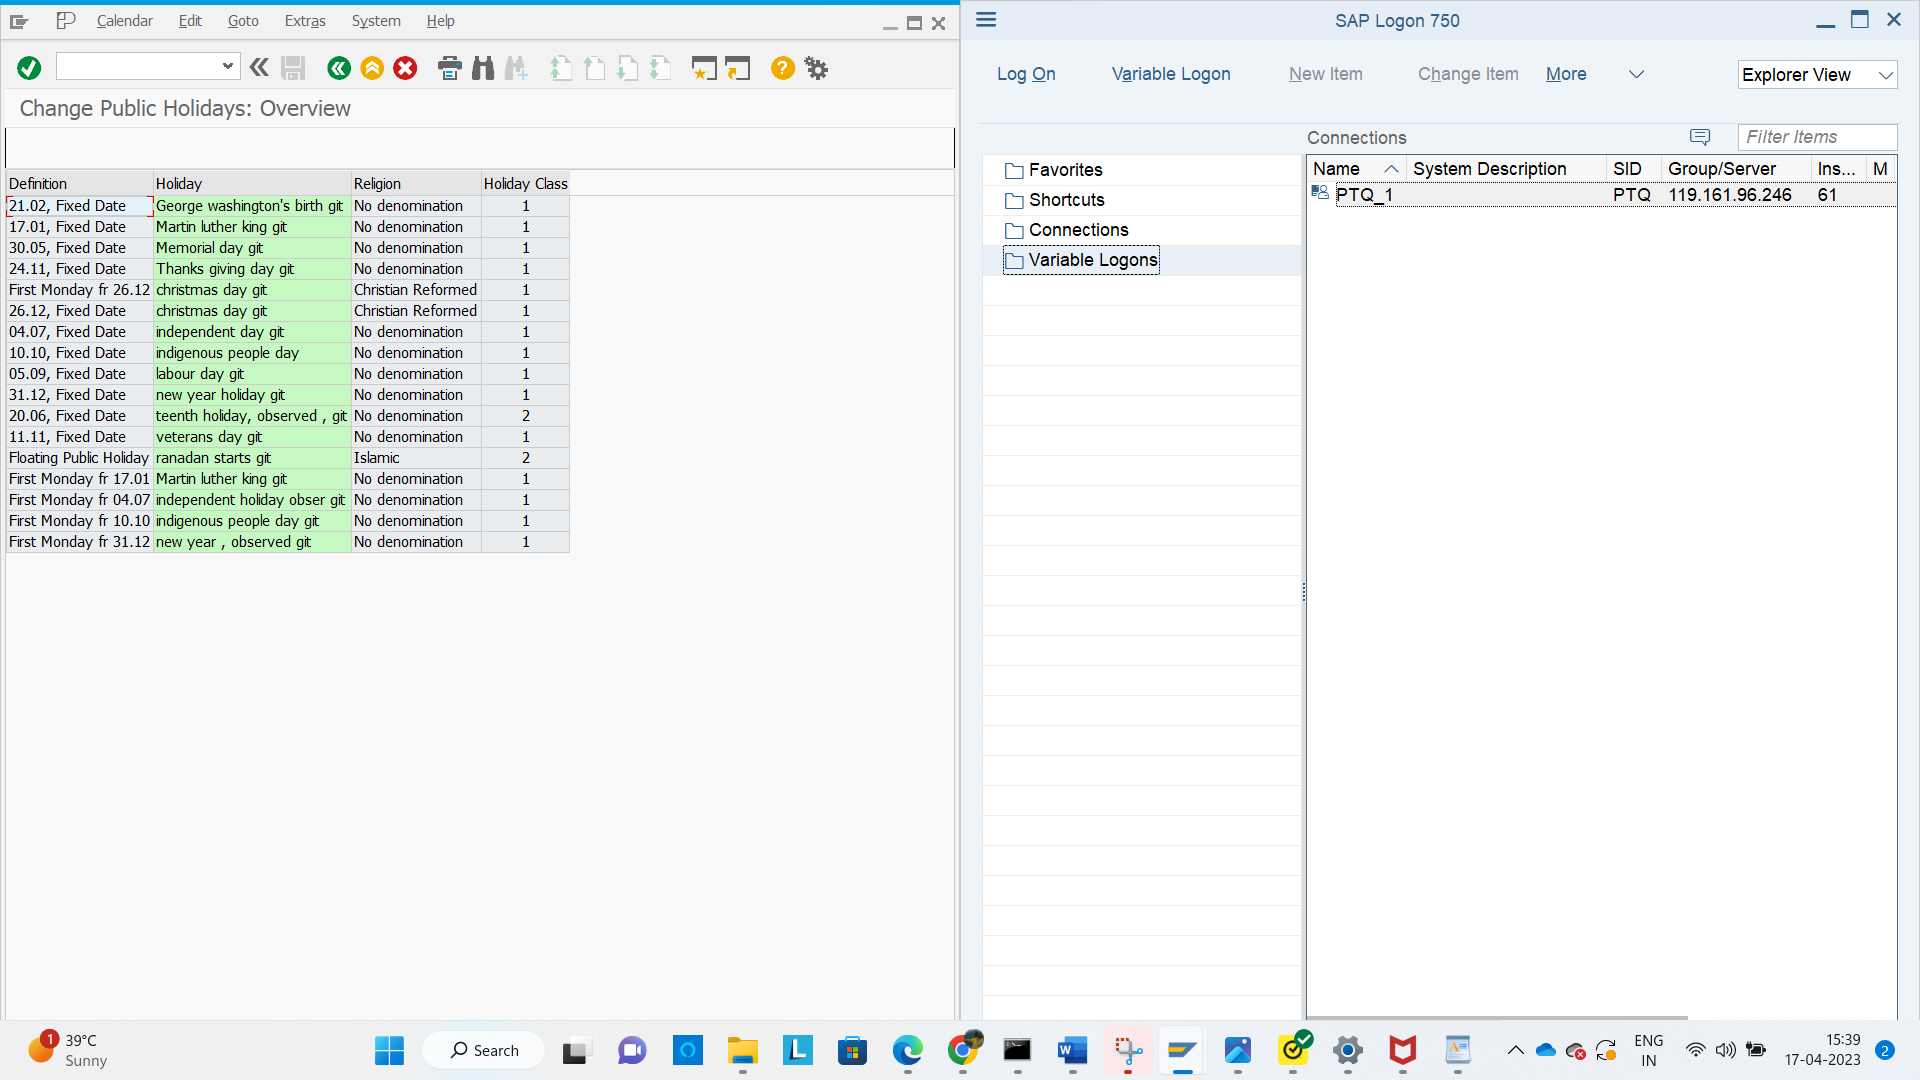 Calendar Edit Goto Extras System Help
Change Public Holidays: Overview
Definition Holiday Religion Holiday Class
21.02, Fixed Date George washington's birth git No denomination 1
17.01, Fixed Date Martin luther king git No denomination 1
30.05, Fixed Date Memorial day git No denomination 1
24.11, Fixed Date Thanks giving day git No denomination 1
First Monday fr 26.12 christmas day git Christian Reformed 1
26.12, Fixed Date christmas day git Christian Reformed 1
04.07, Fixed Date independent day git No denomination 1
10.10, Fixed Date indigenous people day No denomination 1
05.09, Fixed Date labour day git No denomination 1
31.12, Fixed Date new year holiday git No denomination 1
20.06, Fixed Date teenth holiday, observed , git No denomination 2
11.11, Fixed Date veterans day git No denomination 1
Floating Public Holiday ranadan starts git Islamic 2
First Monday fr 17.01 Martin luther king git No denomination 1
First Monday fr 04.07 independent holiday obser git No denomination 1
First Monday fr 10.10 indigenous people day git No denomination 1
First Monday fr 31.12 new year , observed git No denomination 1
SAP Logon 750
Log On Variable Logon New Item Change Item More Explorer View
Connections Filter Items
Favorites
Shortcuts
Connections
Variable Logons
Name System Description SID Group/Server Ins... M
PTQ_1 PTQ 119.161.96.246 61
1 39°C
Sunny
Search
ENG
IN
15:39
17-04-2023
2